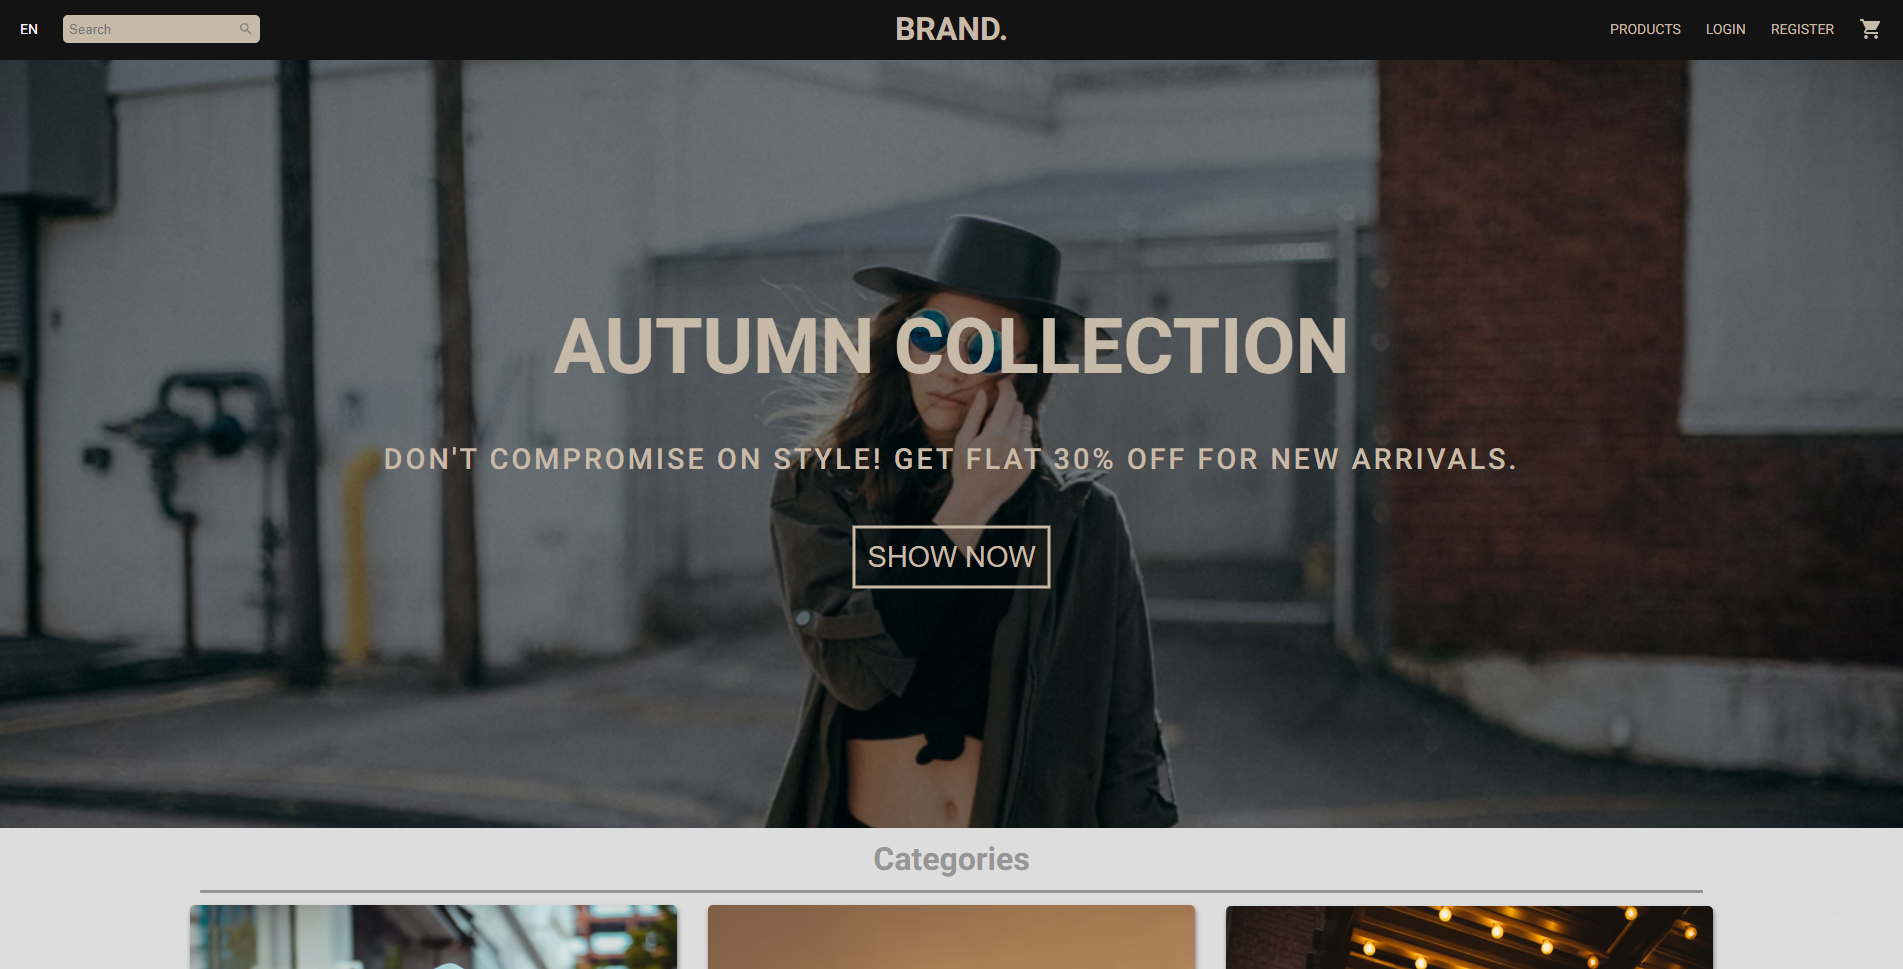 EN
Search
BRAND.
PRODUCTS
LOGIN
REGISTER
AUTUMN COLLECTION
DON'T COMPROMISE ON STYLE! GET FLAT 30% OFF FOR NEW ARRIVALS.
SHOW NOW
Categories